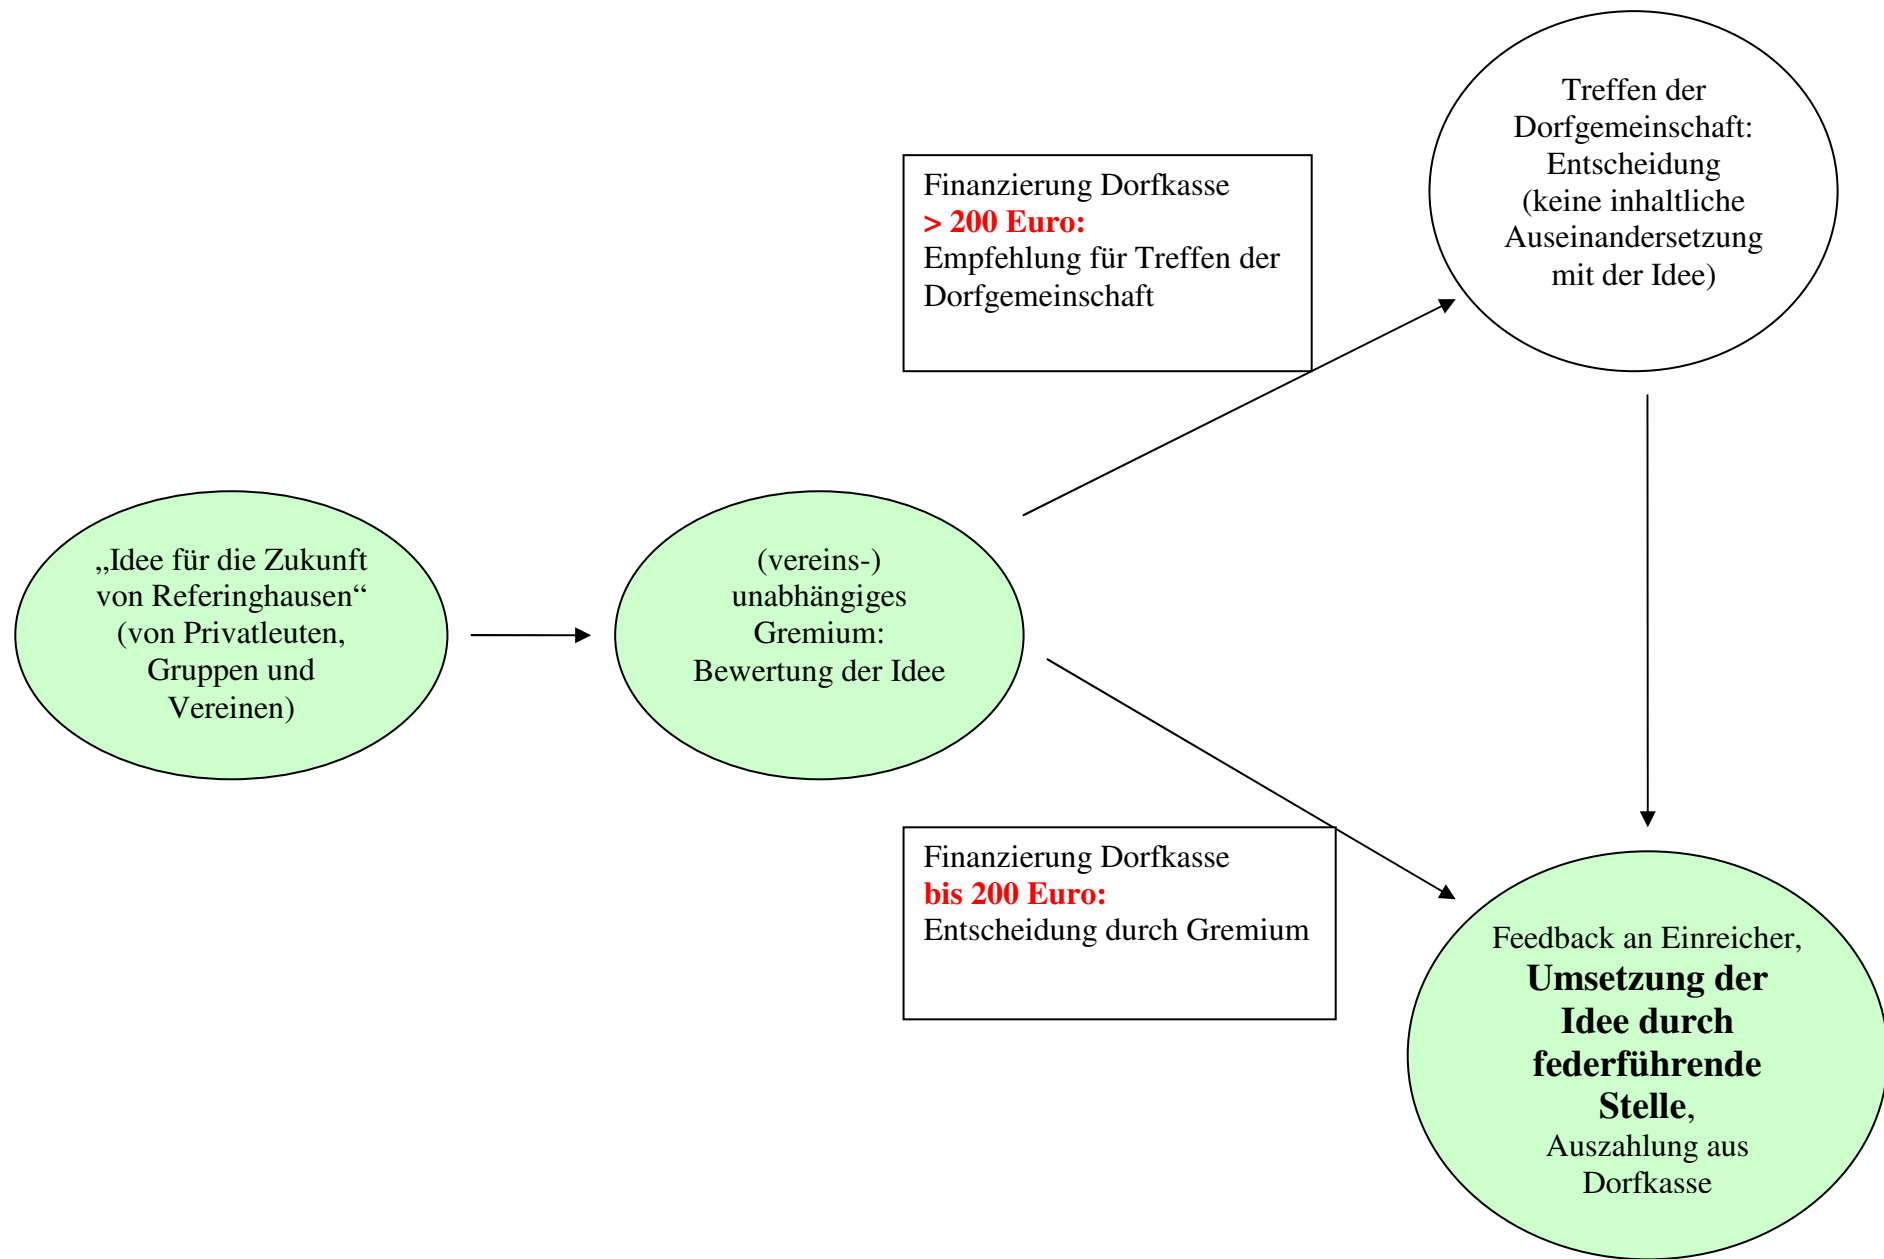 „Idee für die Zukunft
von Referinghausen“
(von Privatleuten,
Gruppen und
Vereinen)
(vereins-)
unabhängiges
Gremium:
Bewertung der Idee
Finanzierung Dorfkasse
> 200 Euro:
Empfehlung für Treffen der
Dorfgemeinschaft
Treffen der
Dorfgemeinschaft:
Entscheidung
(keine inhaltliche
Auseinandersetzung
mit der Idee)
Finanzierung Dorfkasse
bis 200 Euro:
Entscheidung durch Gremium
Feedback an Einreicher,
Umsetzung der
Idee durch
federführende
Stelle,
Auszahlung aus
Dorfkasse